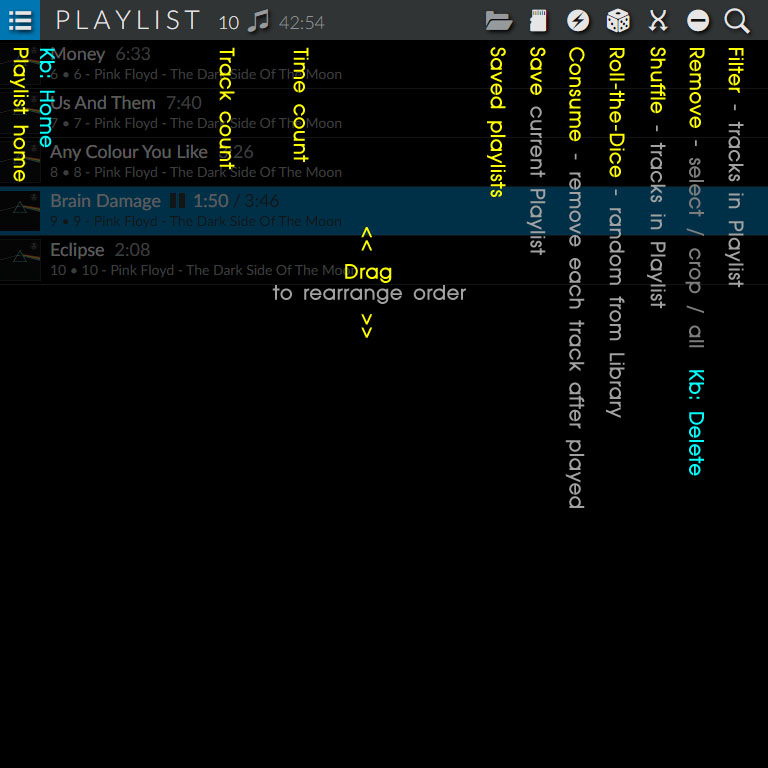 PLAYLIST 10 42:54
Playlist home
Kb: Home
Track count
Time count
Saved playlists
Save current Playlist
Consume - remove each track after played
Roll-the-Dice - random from Library
Shuffle - tracks in Playlist
Remove - select / crop / all Kb: Delete
Filter - tracks in Playlist
Money 6:33
6 • 6 - Pink Floyd - The Dark Side Of The Moon
Us And Them 7:40
7 • 7 - Pink Floyd - The Dark Side Of The Moon
Any Colour You Like
8 • 8 - Pink Floyd - The Dark Side Of The Moon
Brain Damage 1:50 / 3:46
9 • 9 - Pink Floyd - The Dark Side Of The Moon
Eclipse 2:08
10 • 10 - Pink Floyd - The Dark Side Of The Moon
Drag
to rearrange order